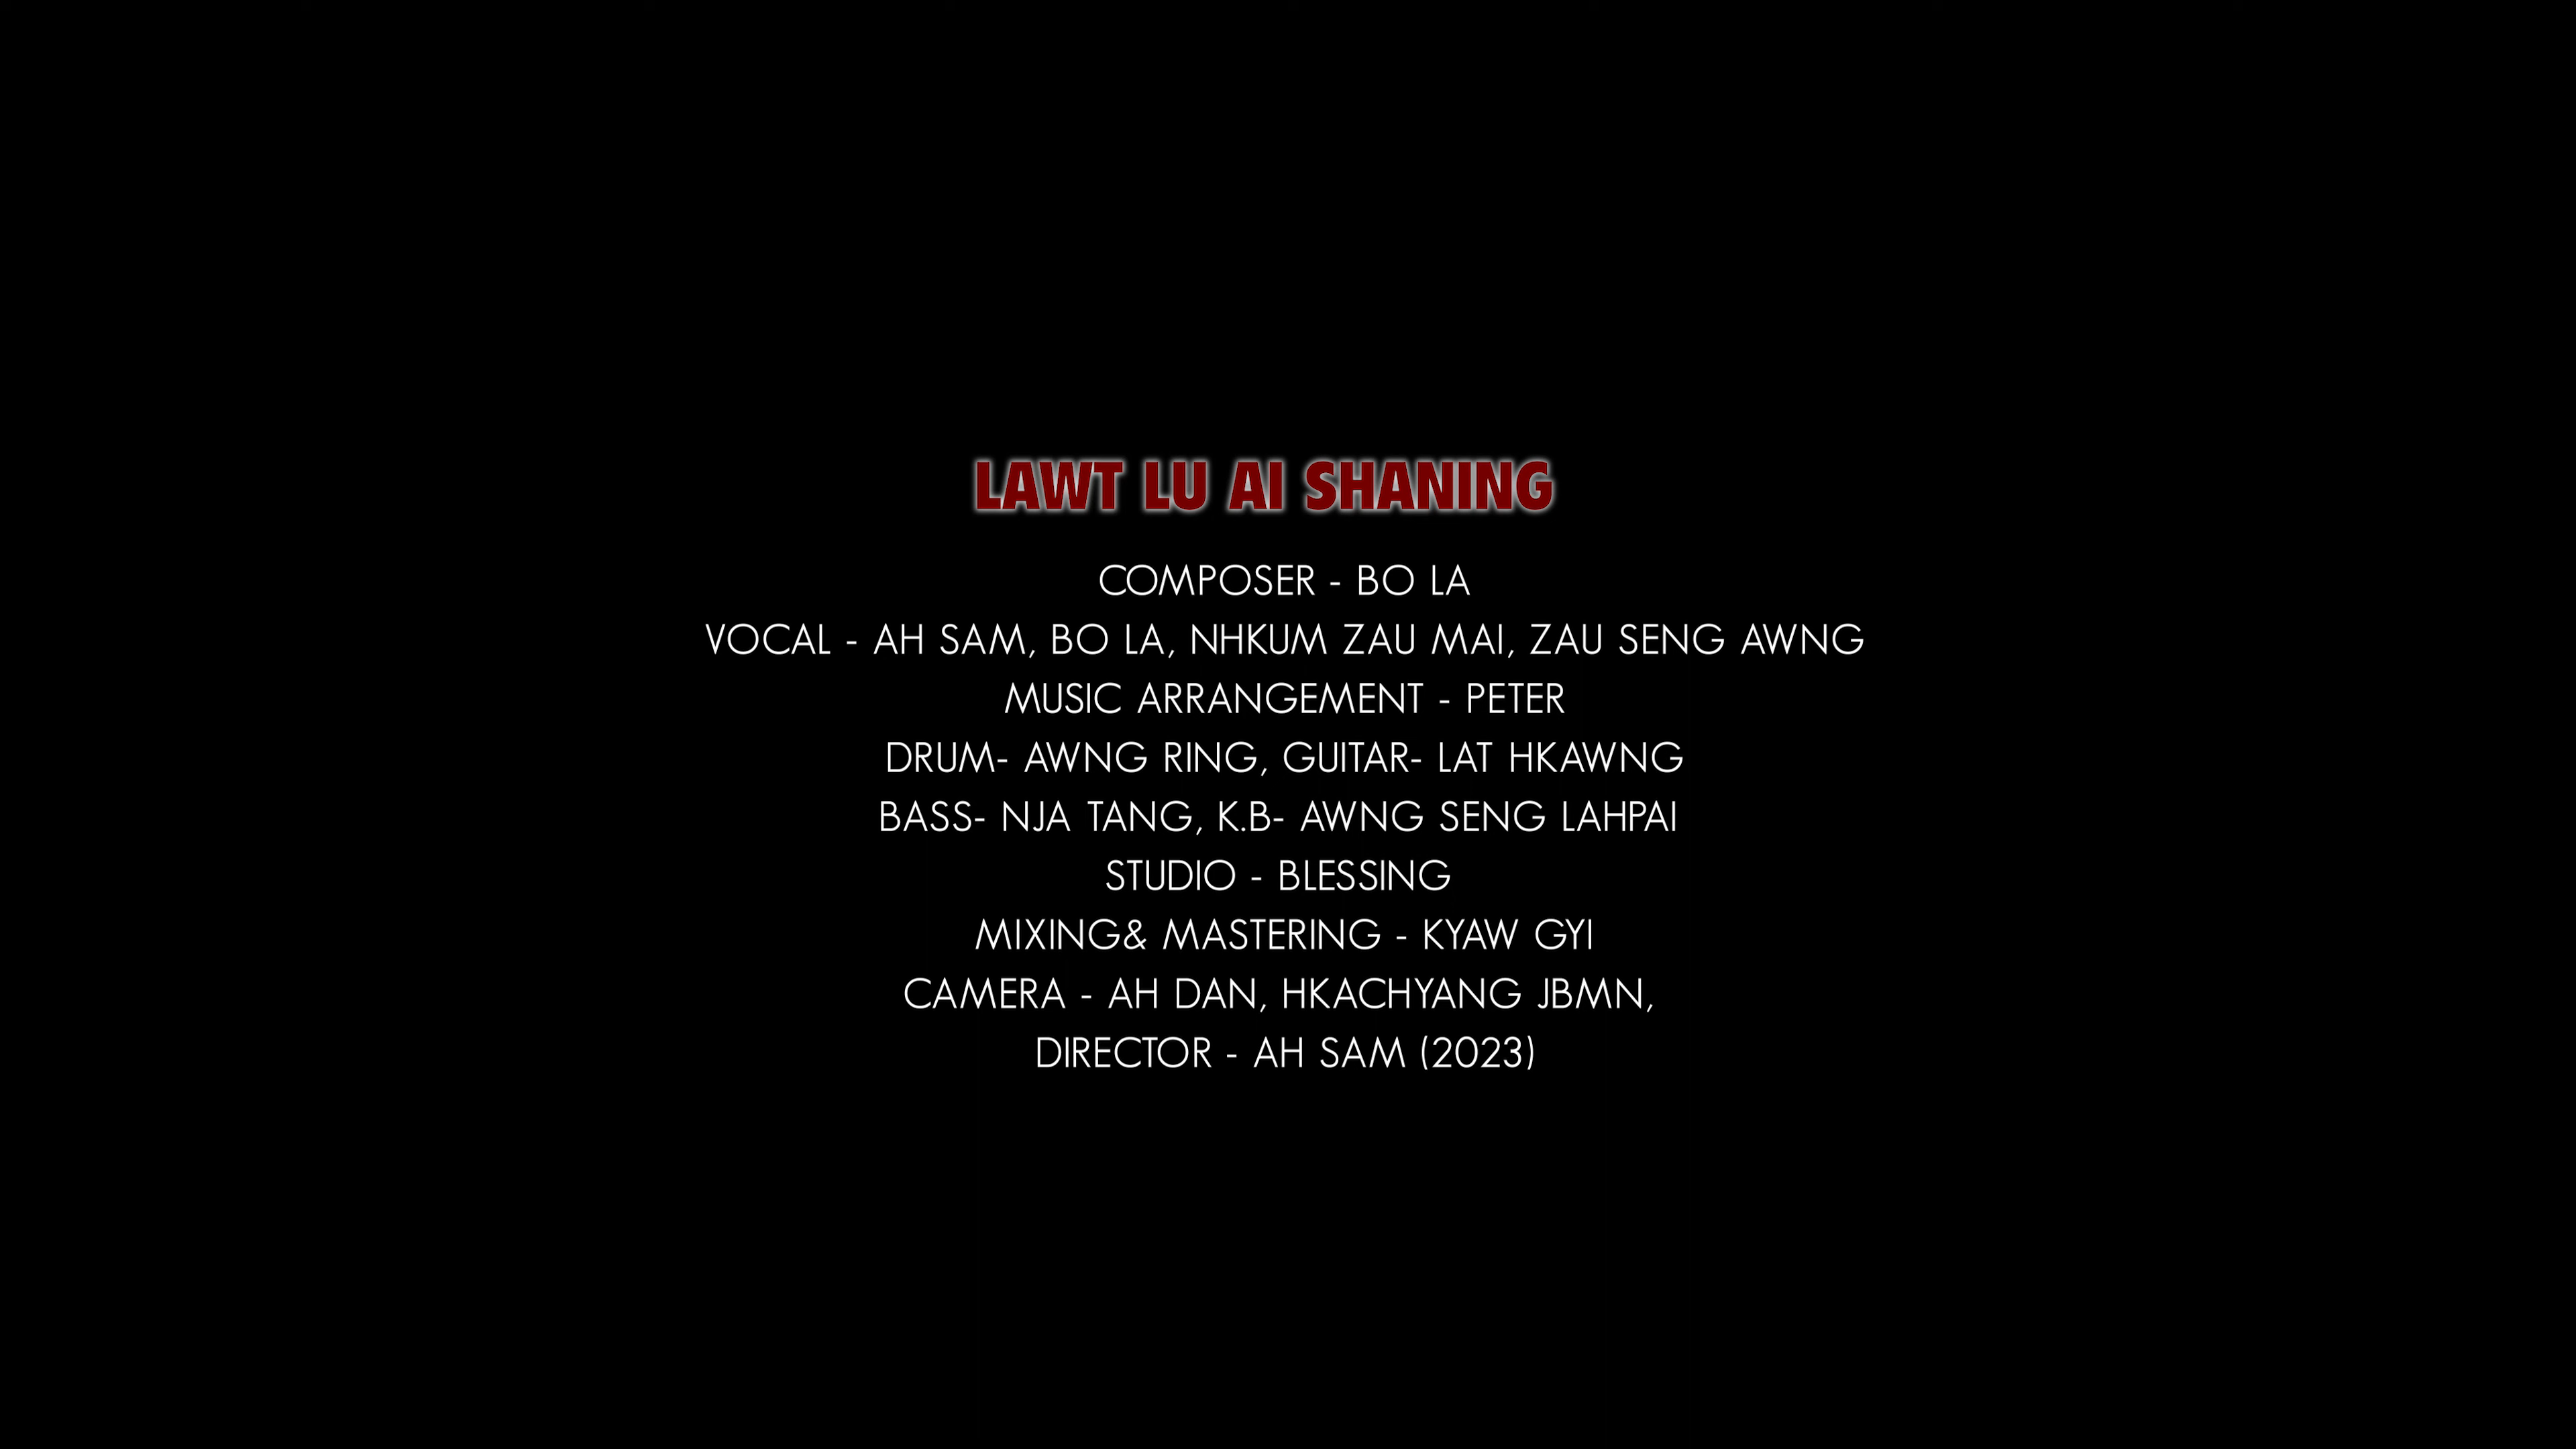 LAWT LU AI SHANING
COMPOSER - BO LA
VOCAL - AH SAM, BO LA, NHKUM ZAU MAI, ZAU SENG AWNG
MUSIC ARRANGEMENT - PETER
DRUM- AWNG RING, GUITAR- LAT HKAWNG
BASS- NJA TANG, K.B- AWNG SENG LAHPAI
STUDIO - BLESSING
MIXING& MASTERING - KYAW GYI
CAMERA - AH DAN, HKACHYANG JBMN,
DIRECTOR - AH SAM (2023)